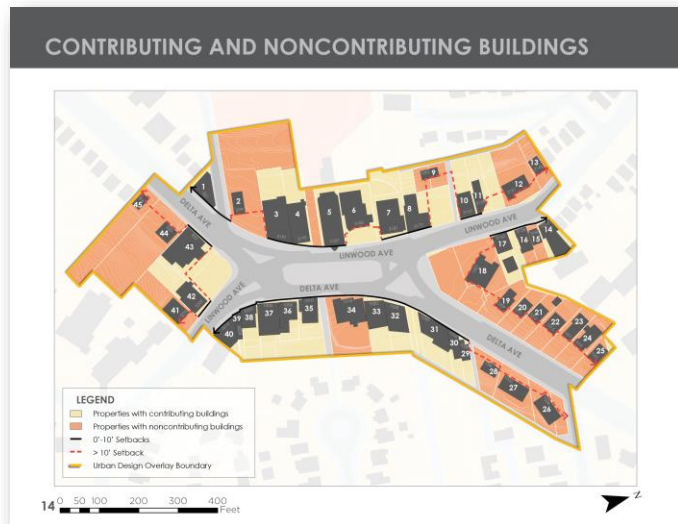 CONTRIBUTING AND NONCONTRIBUTING BUILDINGS
45
44
43
42
41
1
2
3
4
5
6
7
8
9
10
11
12
13
DELTA AVE
LINWOOD AVE
LINWOOD AVE
LINWOOD AVE
DELTA AVE
DELTA AVE
14
15
16
17
18
19
20
21
22
23
24
25
26
27
28
29
30
31
32
33
34
35
36
37
38
39
40
LEGEND
Properties with contributing buildings
Properties with noncontributing buildings
0'-10' Setbacks
> 10' Setback
Urban Design Overlay Boundary
14
0 50 100 200 300 400
Feet
N